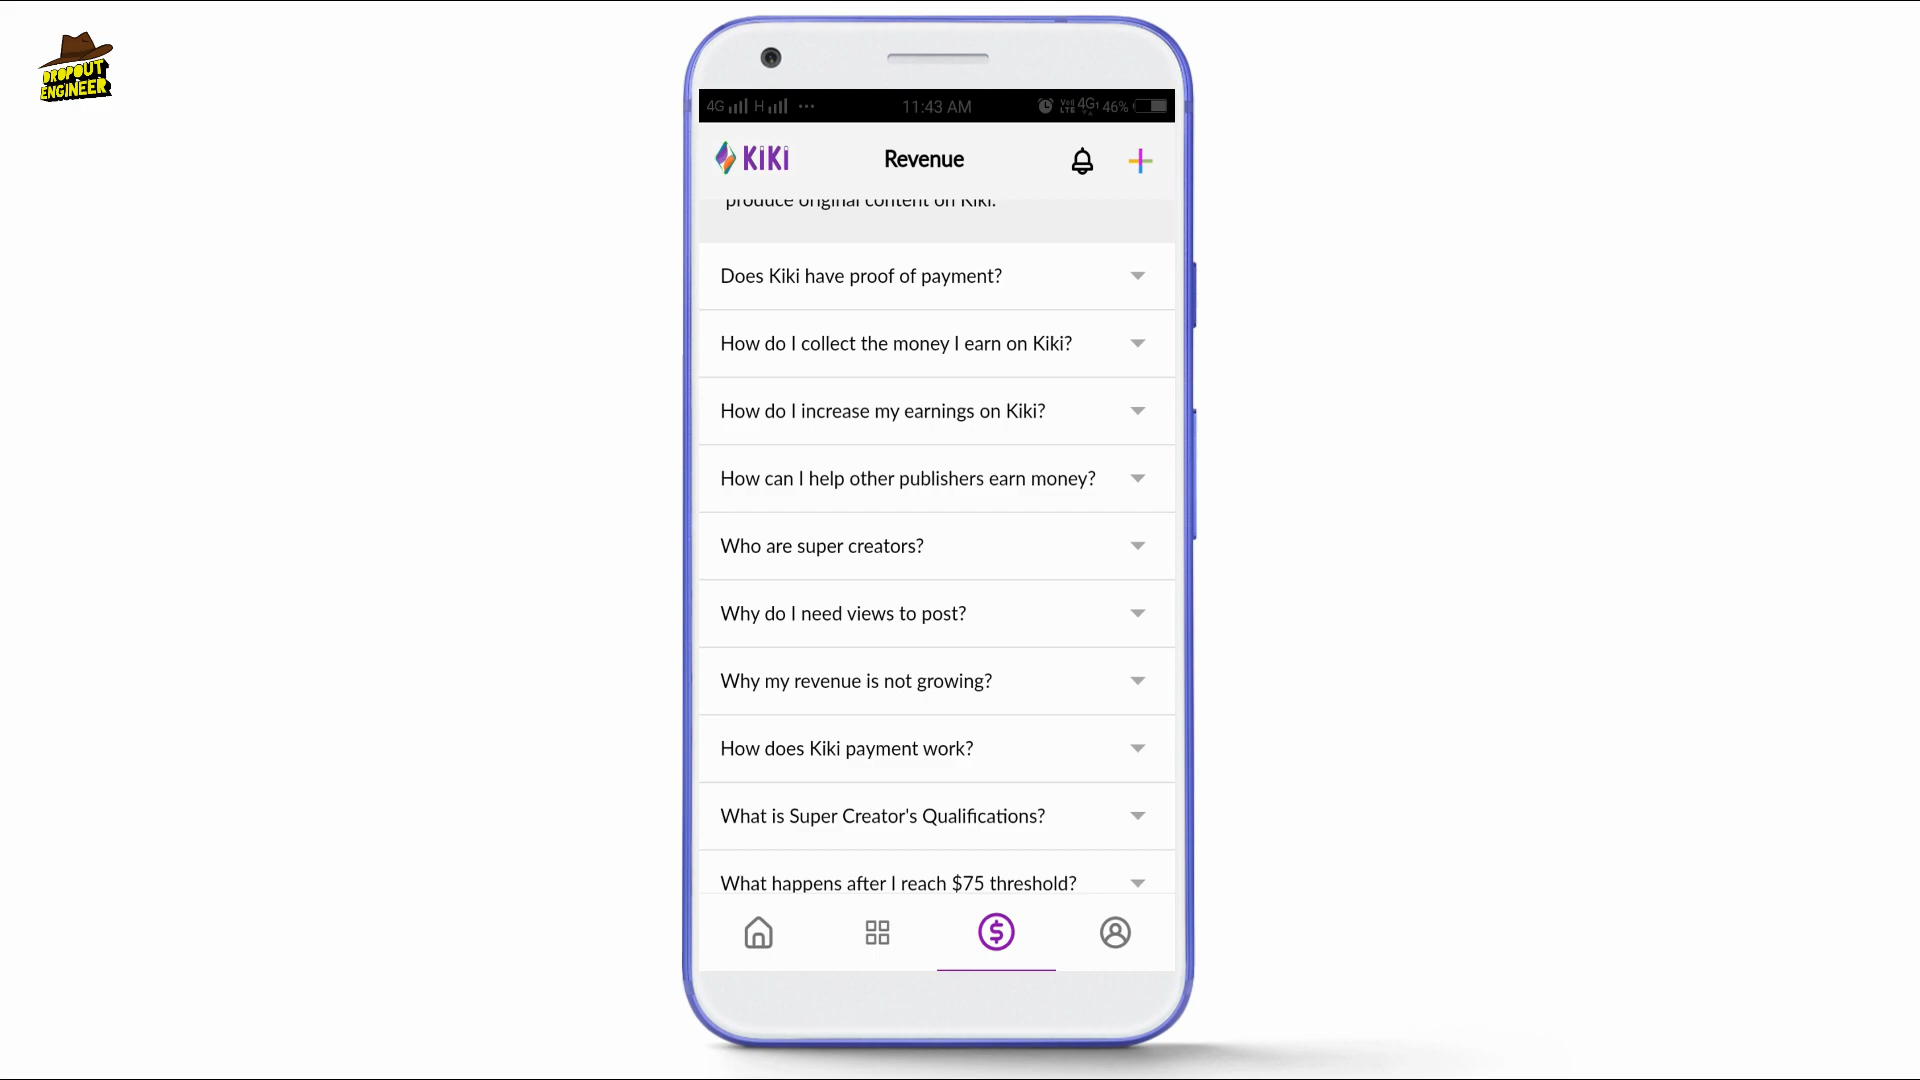 DROPOUT
ENGINEER
4G H 11:43 AM VoD LTE 4G 46%
KiKi Revenue
produce original content on Kiki.
Does Kiki have proof of payment?
How do I collect the money I earn on Kiki?
How do I increase my earnings on Kiki?
How can I help other publishers earn money?
Who are super creators?
Why do I need views to post?
Why my revenue is not growing?
How does Kiki payment work?
What is Super Creator's Qualifications?
What happens after I reach $75 threshold?